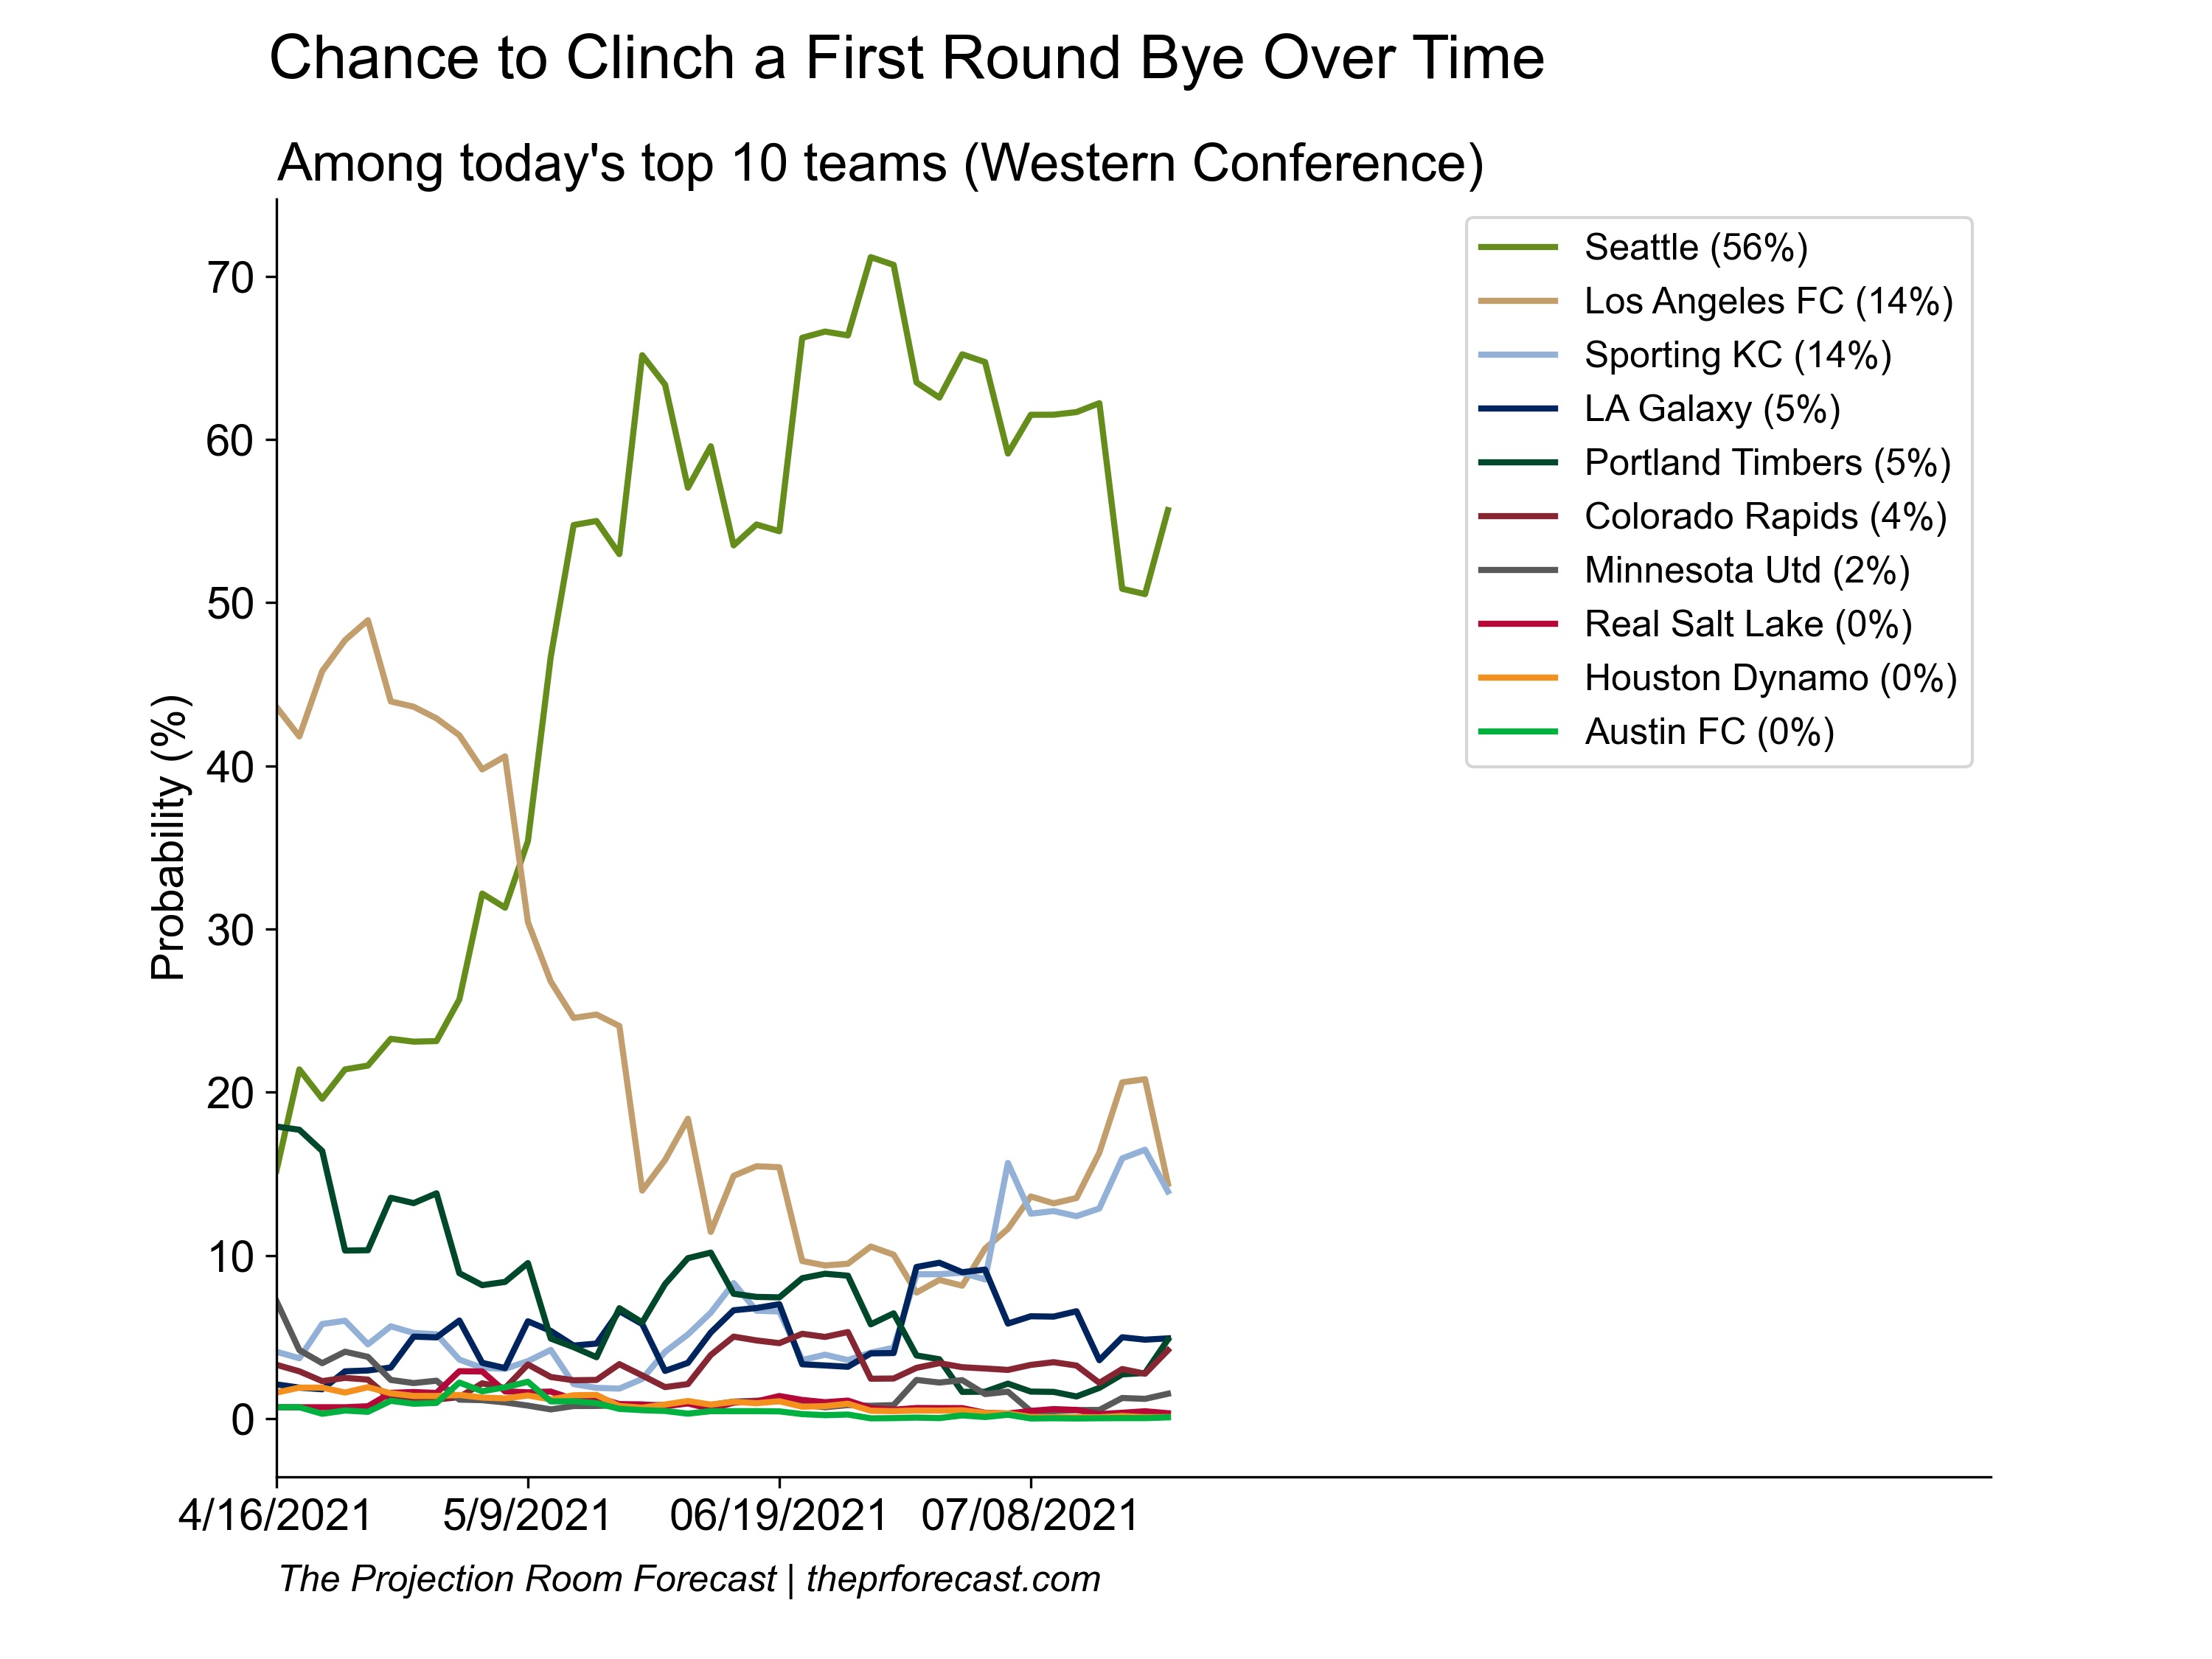 Chance to Clinch a First Round Bye Over Time
Among today's top 10 teams (Western Conference)
Seattle (56%)
Los Angeles FC (14%)
Sporting KC (14%)
LA Galaxy (5%)
Portland Timbers (5%)
Colorado Rapids (4%)
Minnesota Utd (2%)
Real Salt Lake (0%)
Houston Dynamo (0%)
Austin FC (0%)
Probability (%)
70
60
50
40
30
20
10
0
4/16/2021 5/9/2021 06/19/2021 07/08/2021
The Projection Room Forecast | theprforecast.com